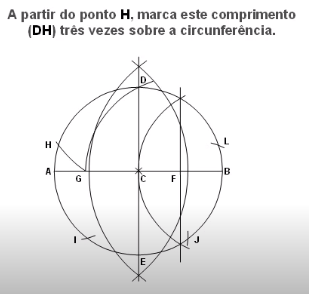 A partir do ponto H, marca este comprimento
(DH) três vezes sobre a circunferência.
D
H
L
A
G
C
F
B
I
J
E